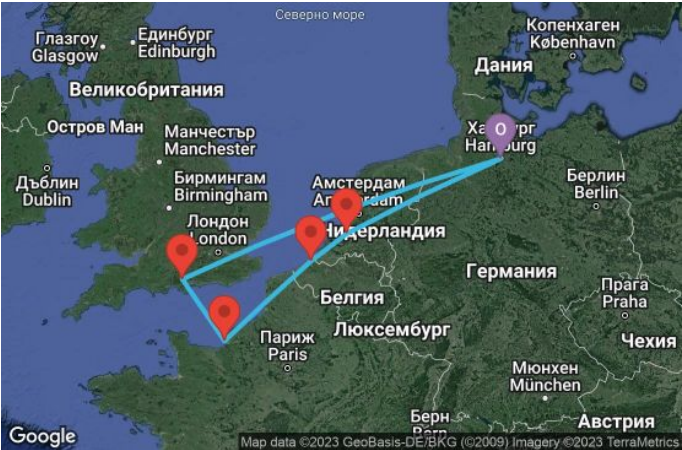 Северно море
Копенхаген
København
Глазгоу
Glasgow
Единбург
Edinburgh
Дания
Великобритания
O
Остров Ман
Манчестър
Manchester
Дъблин
Dublin
Бирмингам
Birmingham
Амстердам
Берлин
Berlin
Лондон
London
Нидерландия
Германия
Белгия
Прага
Praha
Париж
Paris
Люксембург
Чехия
Мюнхен
München
Берн
Bern
Австрия
Google
Map data ©2023 GeoBasis-DE/BKG (©2009) Imagery ©2023 TerraMetrics